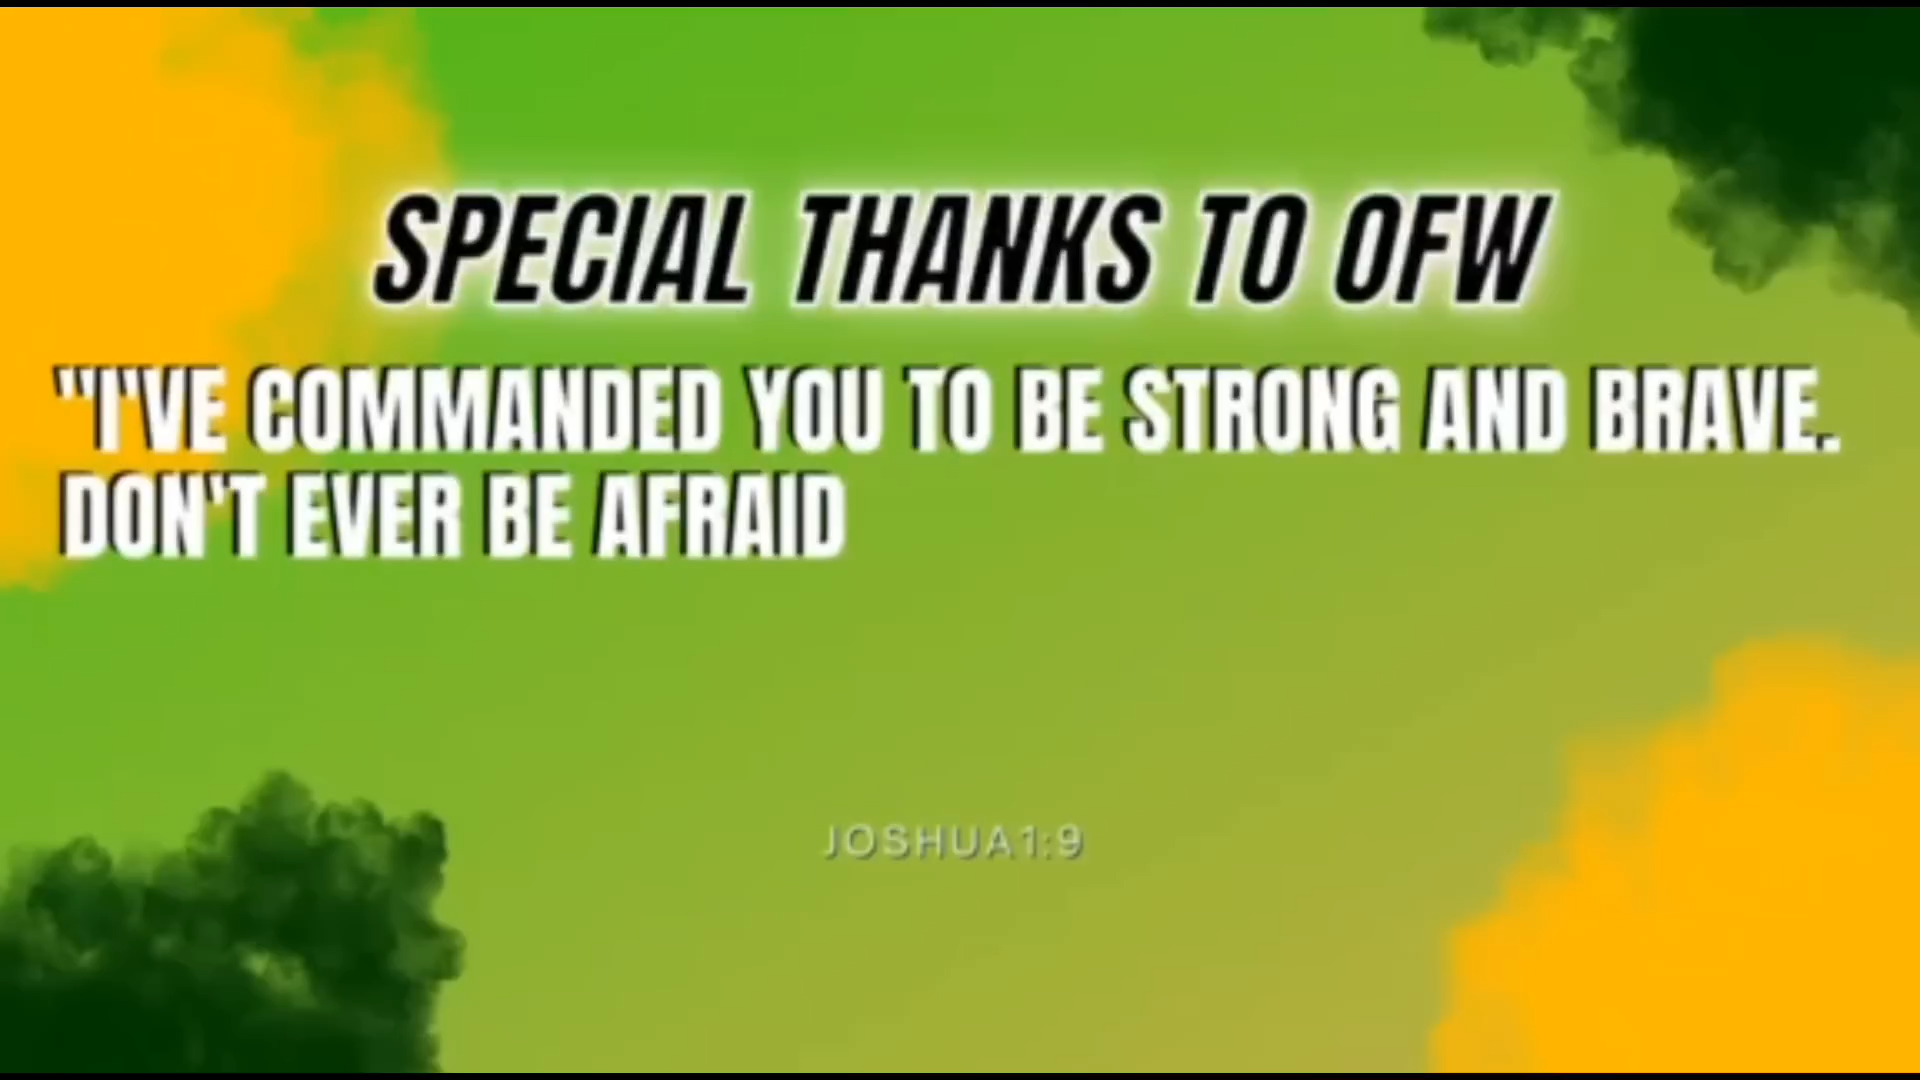 SPECIAL THANKS TO OFW
"I'VE COMMANDED YOU TO BE STRONG AND BRAVE.
DON'T EVER BE AFRAID
JOSHUA1:9